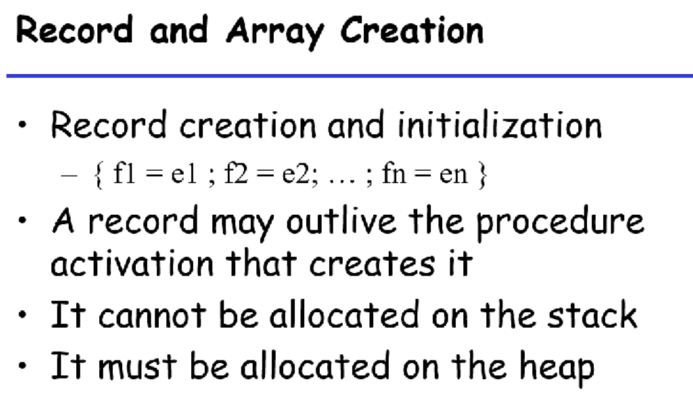 Record and Array Creation
• Record creation and initialization
– { f1 = e1 ; f2 = e2; … ; fn = en }
• A record may outlive the procedure
activation that creates it
• It cannot be allocated on the stack
• It must be allocated on the heap